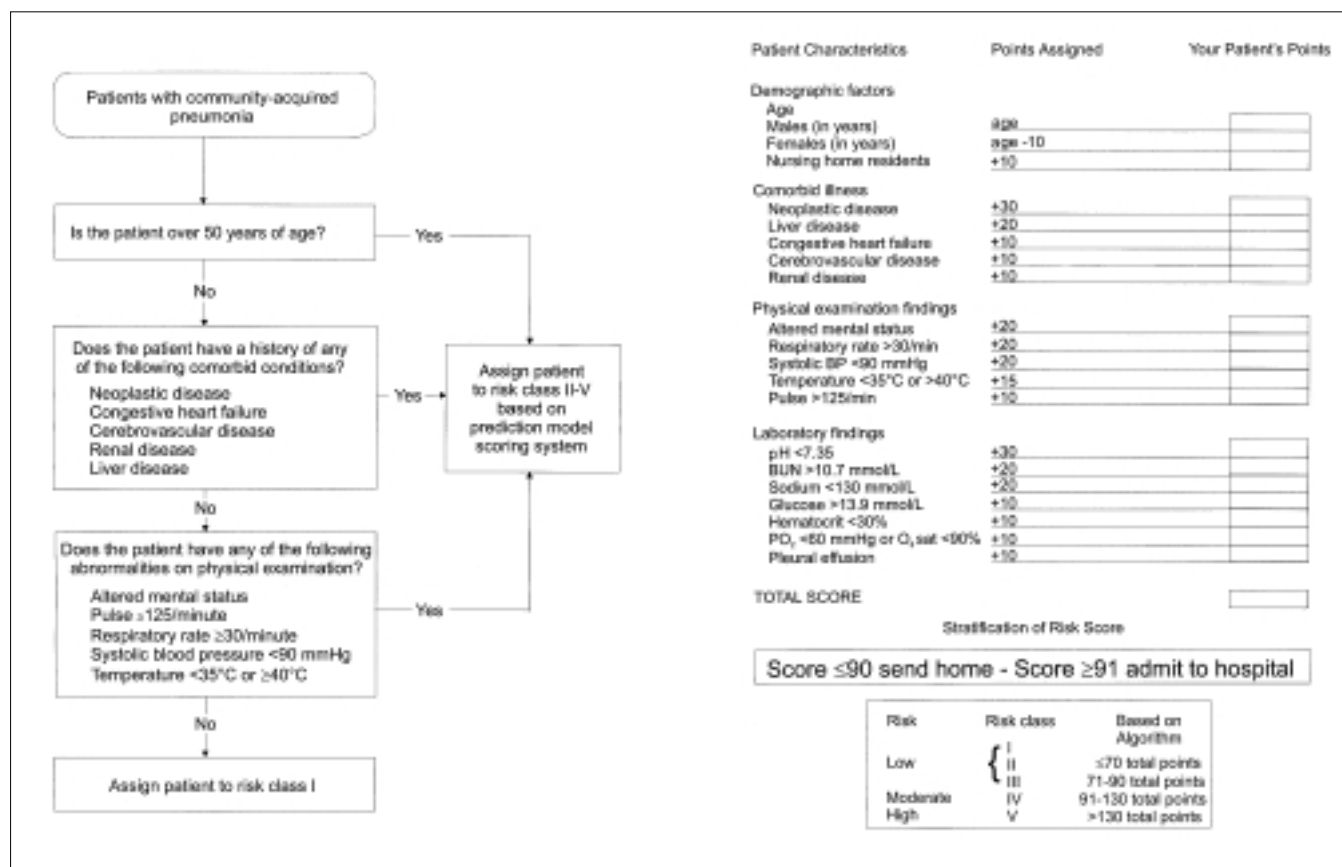 Patients with community-acquired
pneumonia
Is the patient over 50 years of age?
Yes
No
Does the patient have a history of any
of the following comorbid conditions?
Neoplastic disease
Congestive heart failure
Cerebrovascular disease
Renal disease
Liver disease
Yes
Assign patient
to risk class II-V
based on
prediction model
scoring system
No
Does the patient have any of the following
abnormalities on physical examination?
Altered mental status
Pulse ≥125/minute
Respiratory rate ≥30/minute
Systolic blood pressure <90 mmHg
Temperature <35°C or ≥40°C
Yes
No
Assign patient to risk class I
Patient Characteristics Points Assigned Your Patient's Points
Demographic factors
Age
Males (in years) age
Females (in years) age -10
Nursing home residents +10
Comorbid illness
Neoplastic disease +30
Liver disease +20
Congestive heart failure +10
Cerebrovascular disease +10
Renal disease +10
Physical examination findings
Altered mental status +20
Respiratory rate >30/min +20
Systolic BP <90 mmHg +20
Temperature <35°C or >40°C +15
Pulse >125/min +10
Laboratory findings
pH <7.35 +30
BUN >10.7 mmol/L +20
Sodium <130 mmol/L +20
Glucose >13.9 mmol/L +10
Hematocrit <30% +10
PO₂ <60 mmHg or O₂ sat <90% +10
Pleural effusion +10
TOTAL SCORE
Stratification of Risk Score
Score ≤90 send home - Score ≥91 admit to hospital
Risk Risk class Based on
Algorithm
I
Low { II ≤70 total points
III 71-90 total points
Moderate IV 91-130 total points
High V >130 total points